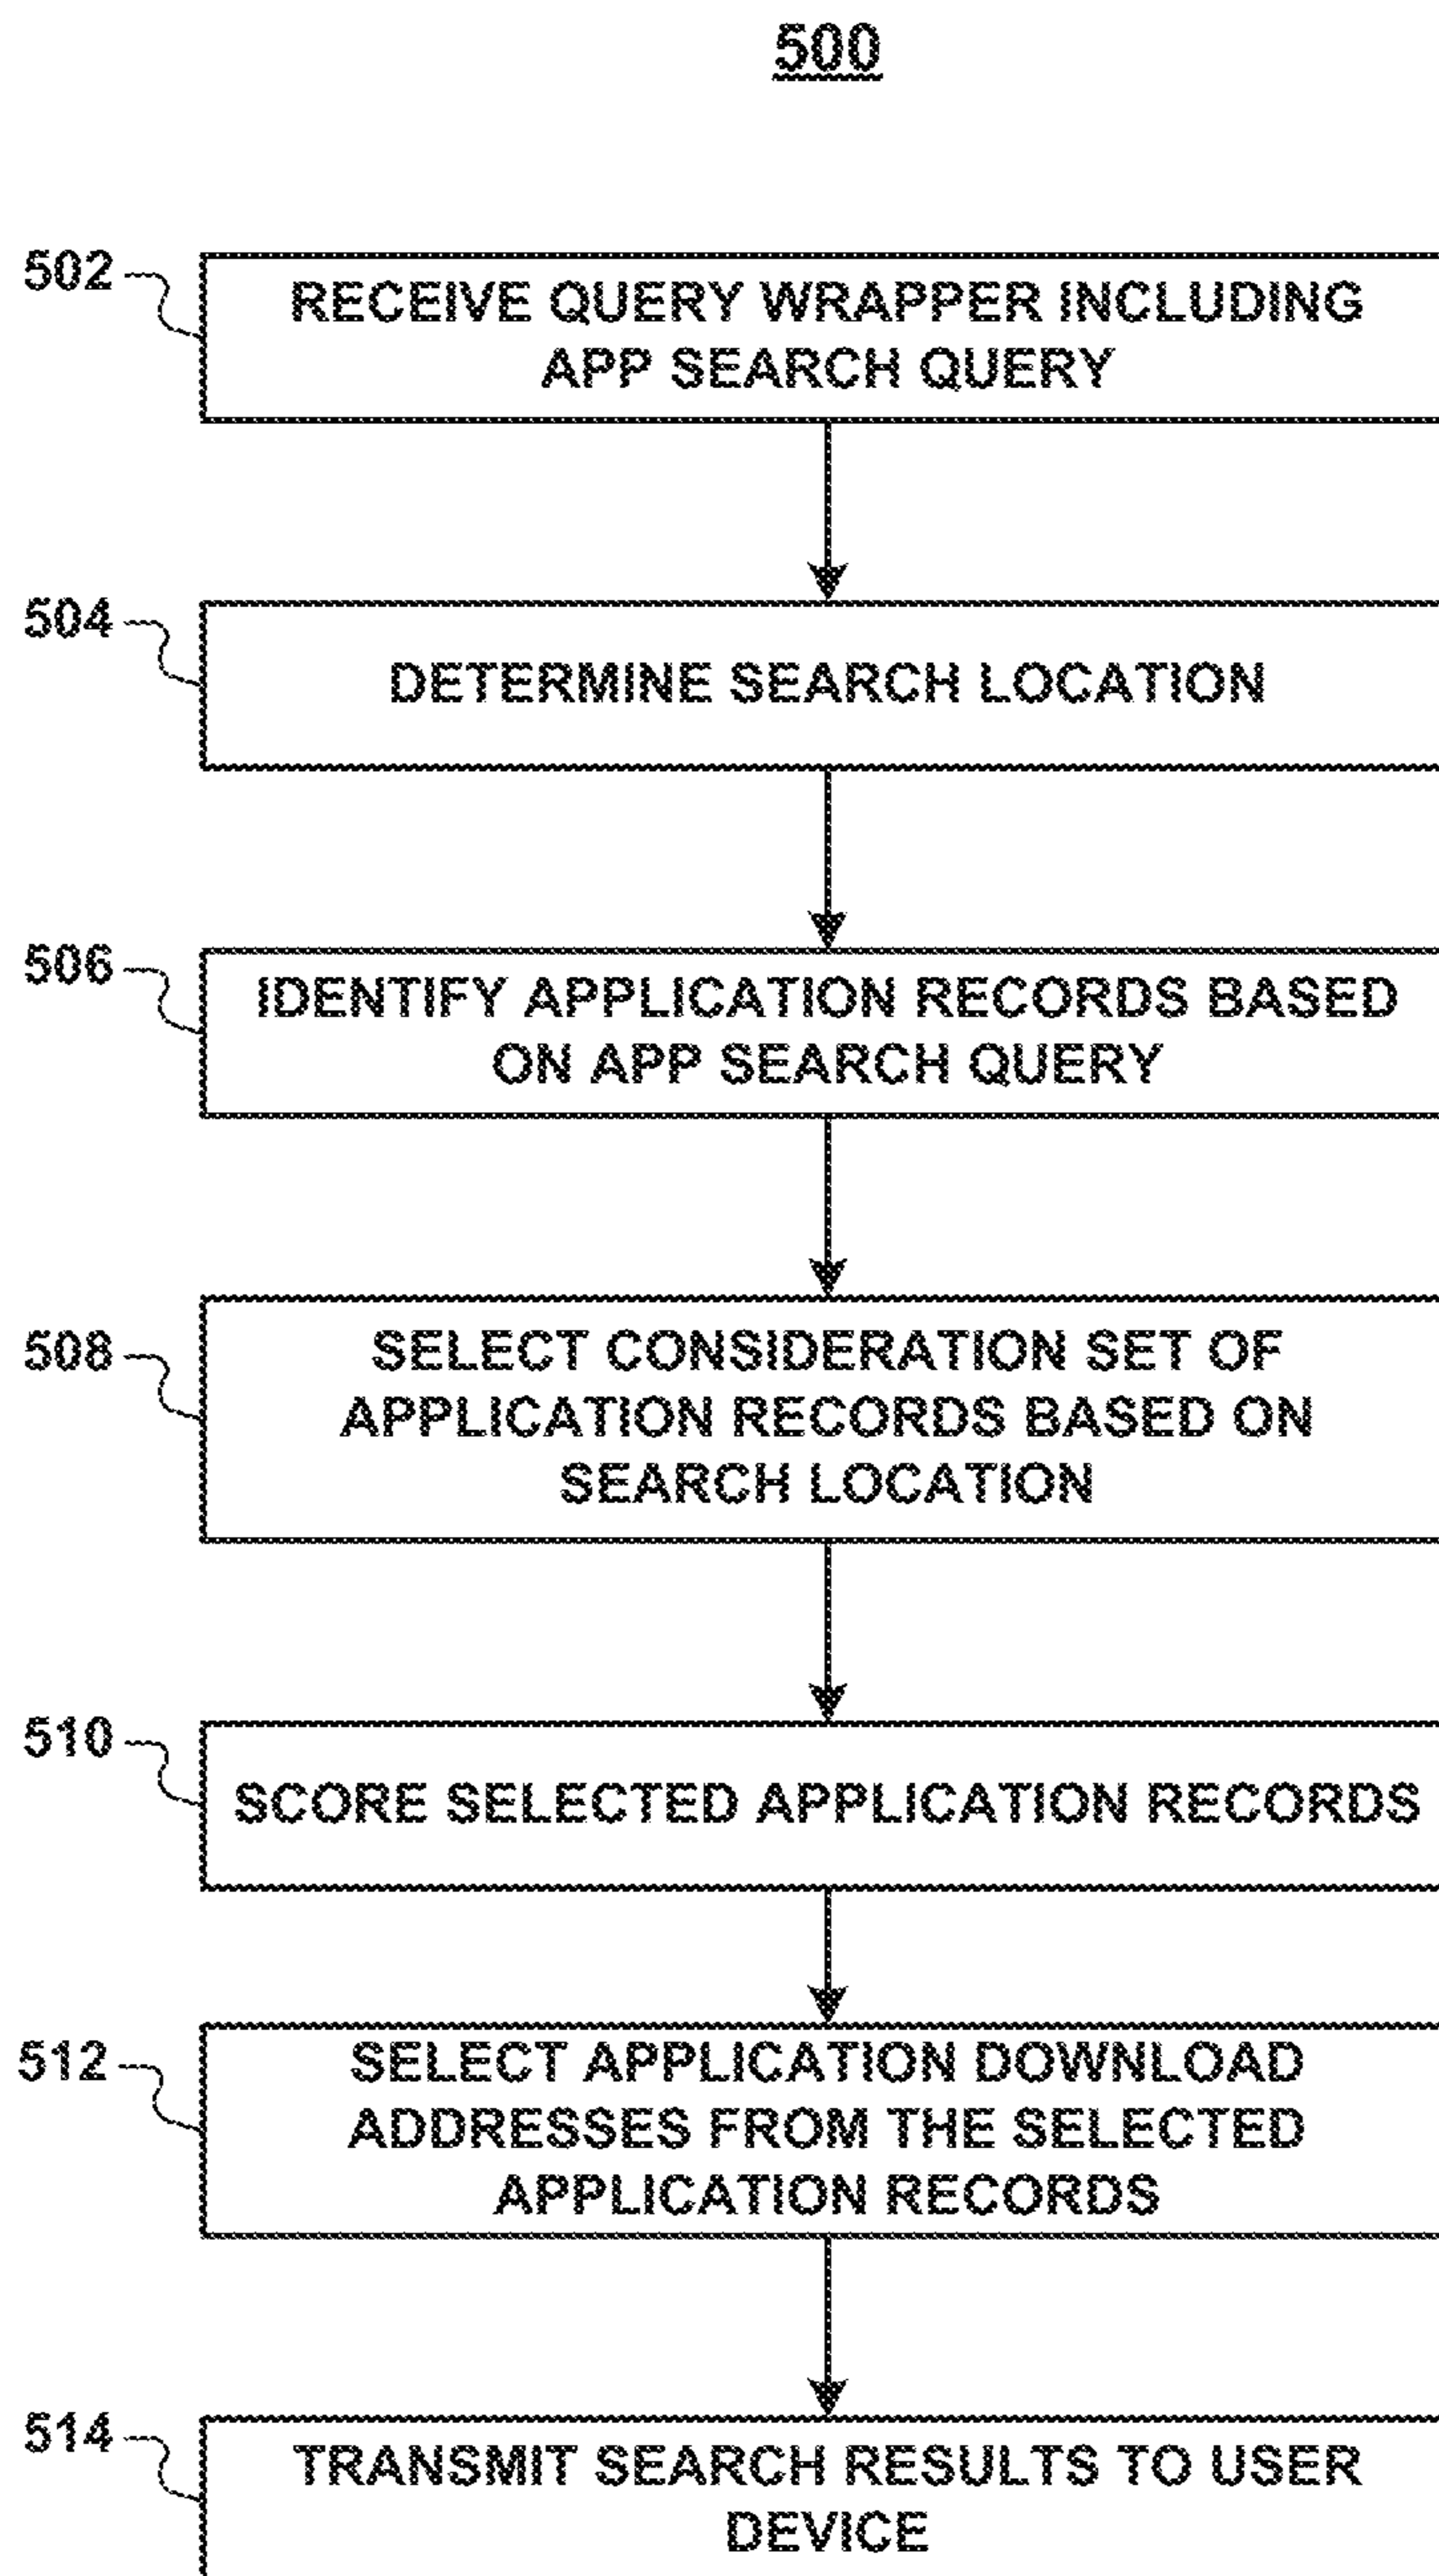 500
502
RECEIVE QUERY WRAPPER INCLUDING
APP SEARCH QUERY
504
DETERMINE SEARCH LOCATION
506
IDENTIFY APPLICATION RECORDS BASED
ON APP SEARCH QUERY
508
SELECT CONSIDERATION SET OF
APPLICATION RECORDS BASED ON
SEARCH LOCATION
510
SCORE SELECTED APPLICATION RECORDS
512
SELECT APPLICATION DOWNLOAD
ADDRESSES FROM THE SELECTED
APPLICATION RECORDS
514
TRANSMIT SEARCH RESULTS TO USER
DEVICE